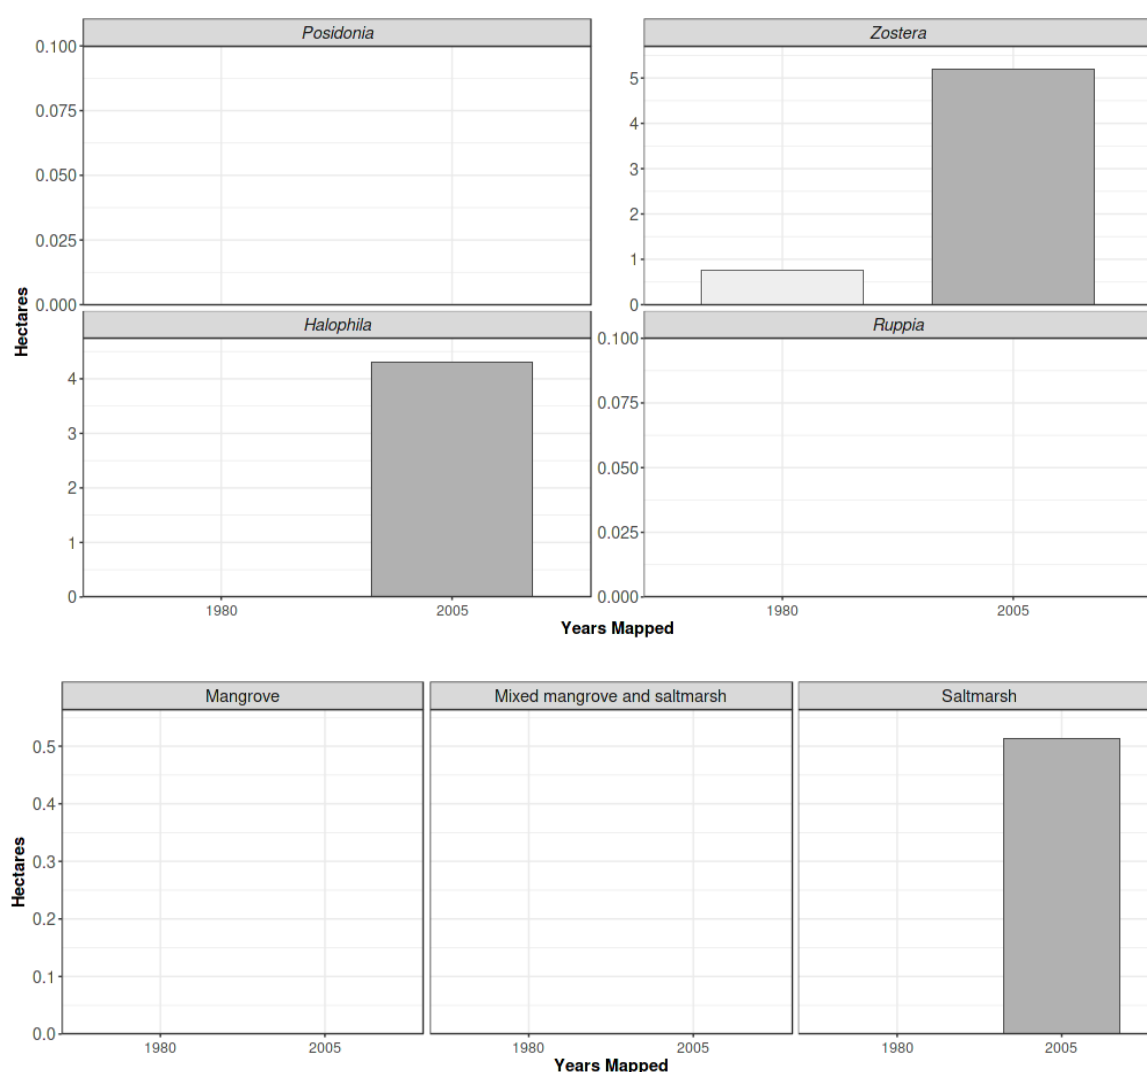 Posidonia
Zostera
0.100
0.075
0.050
0.025
0.000
5
4
3
2
1
0
Hectares
Halophila
Ruppia
4
3
2
1
0
0.100
0.075
0.050
0.025
0.000
1980 2005
1980 2005
Years Mapped
Mangrove
Mixed mangrove and saltmarsh
Saltmarsh
Hectares
0.5
0.4
0.3
0.2
0.1
0.0
1980 2005
1980 2005
1980 2005
Years Mapped